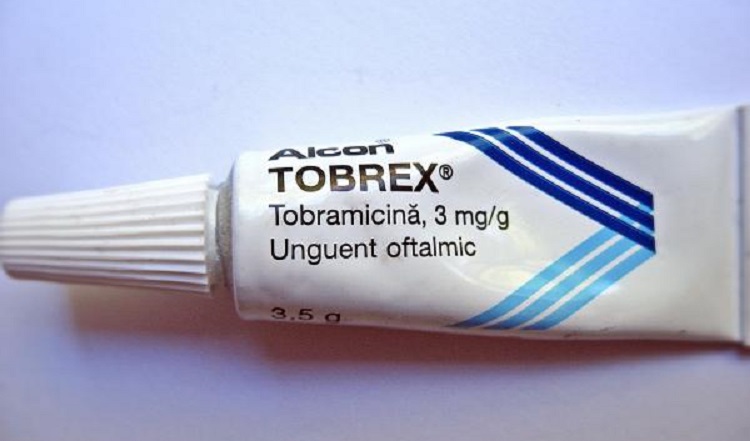 Alcon®
TOBREX®
Tobramicină, 3 mg/g
Unguent oftalmic
3,5 g